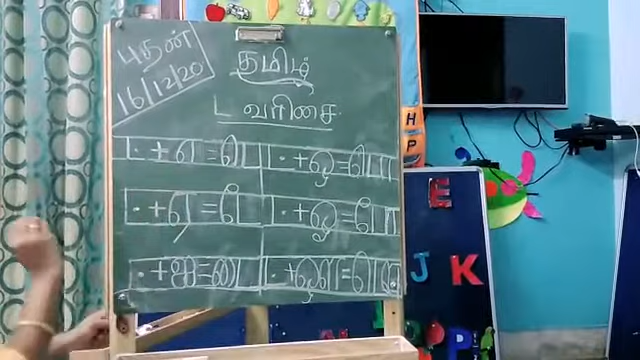 புதன்
16/12/20
தமிழ்
ட வரிசை
ட்+எ=டெ ட்+ஒ=டொ
ட்+ஏ=டே ட்+ஓ=டோ
ட்+ஐ=டை ட்+ஔ=டௌ
H
P
E
J K